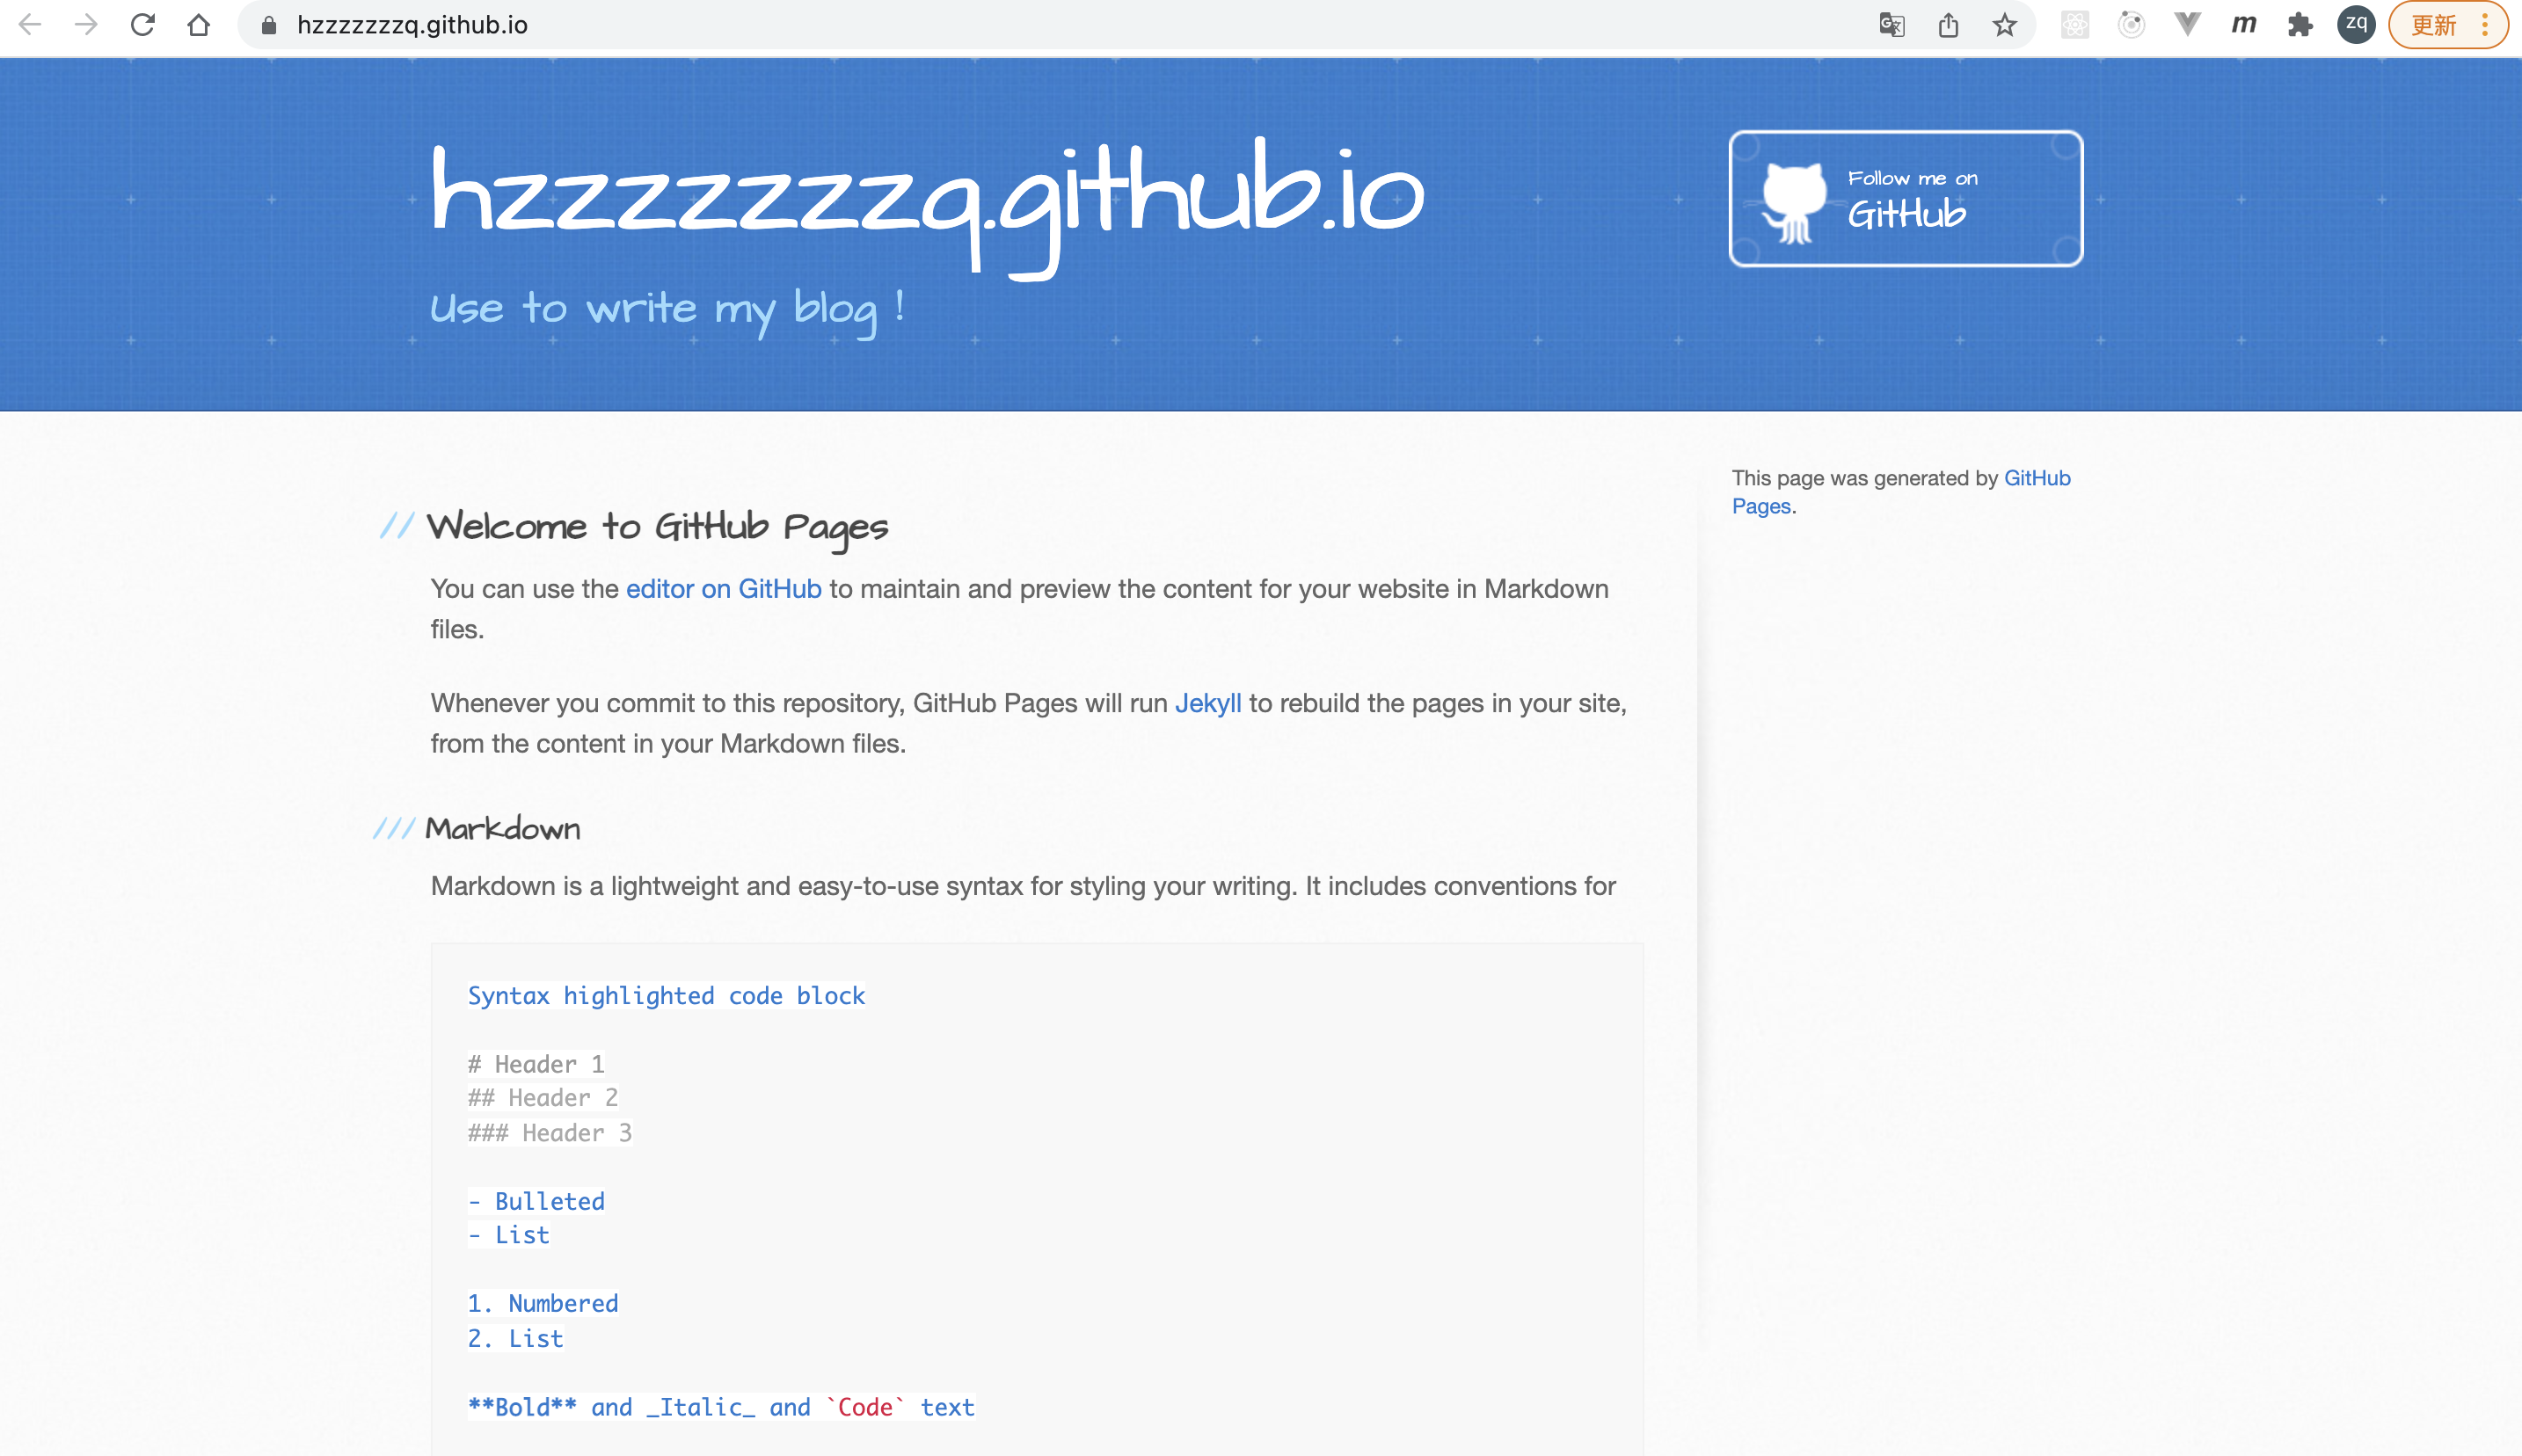 hzzzzzzzq.github.io
zq
更新
hzzzzzzzq.github.io
Use to write my blog !
Follow me on
GitHub
This page was generated by GitHub
Pages.
// Welcome to GitHub Pages
You can use the editor on GitHub to maintain and preview the content for your website in Markdown
files.
Whenever you commit to this repository, GitHub Pages will run Jekyll to rebuild the pages in your site,
from the content in your Markdown files.
/// Markdown
Markdown is a lightweight and easy-to-use syntax for styling your writing. It includes conventions for
Syntax highlighted code block
# Header 1
## Header 2
### Header 3
- Bulleted
- List
1. Numbered
2. List
**Bold** and _Italic_ and `Code` text